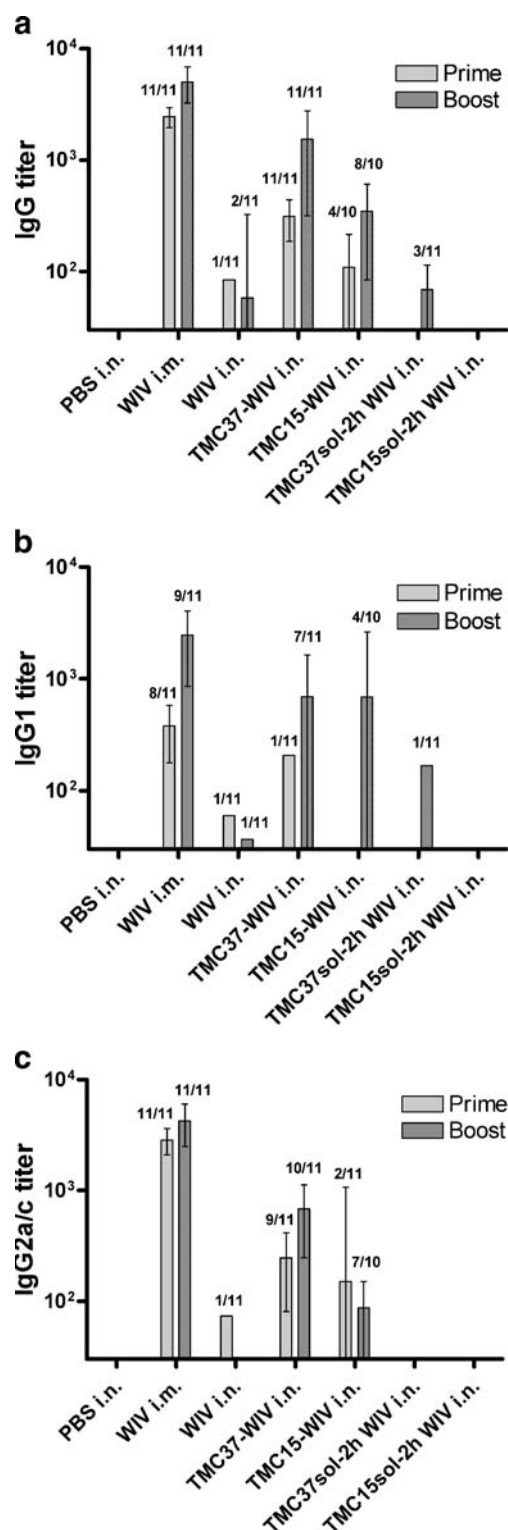 a
10⁴
11/11
Prime
11/11
11/11
Boost
10³
IgG titer
11/11
8/10
2/11
4/10
1/11
3/11
10²
PBS i.n.
WIV i.m.
WIV i.n.
TMC37-WIV i.n.
TMC15-WIV i.n.
TMC37sol-2h WIV i.n.
TMC15sol-2h WIV i.n.
b
10⁴
9/11
Prime
Boost
10³
IgG1 titer
8/11
7/11
4/10
1/11
1/11
1/11
1/11
10²
PBS i.n.
WIV i.m.
WIV i.n.
TMC37-WIV i.n.
TMC15-WIV i.n.
TMC37sol-2h WIV i.n.
TMC15sol-2h WIV i.n.
c
10⁴
11/11
11/11
Prime
Boost
10³
IgG2a/c titer
10/11
2/11
9/11
7/10
1/11
10²
PBS i.n.
WIV i.m.
WIV i.n.
TMC37-WIV i.n.
TMC15-WIV i.n.
TMC37sol-2h WIV i.n.
TMC15sol-2h WIV i.n.